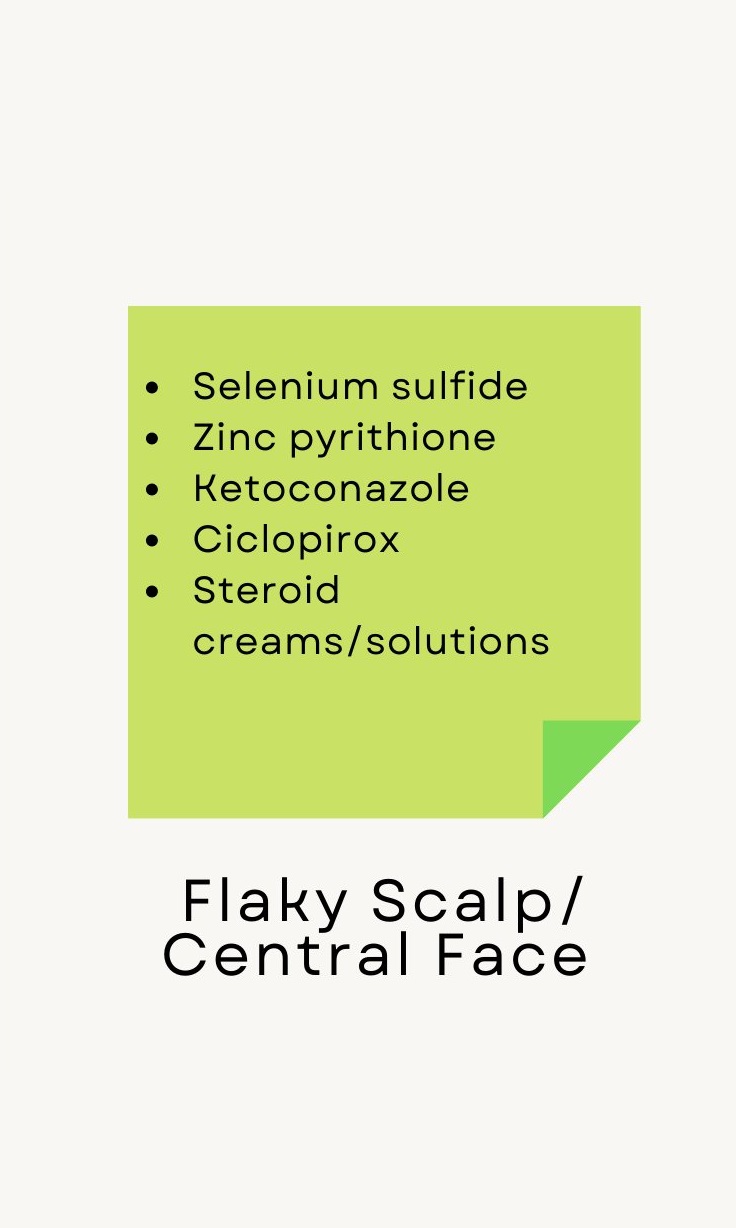 • Selenium sulfide
• Zinc pyrithione
• Ketoconazole
• Ciclopirox
• Steroid
creams/solutions
Flaky Scalp/
Central Face